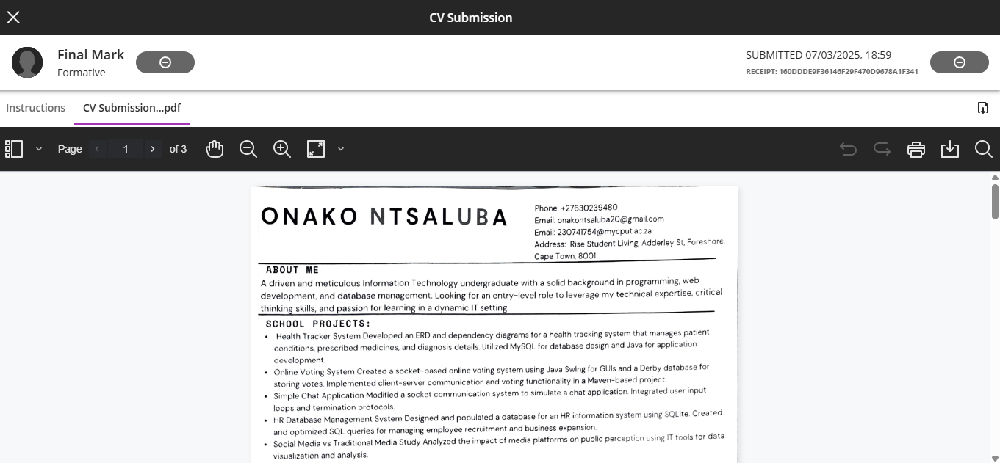 CV Submission
Final Mark
Formative
SUBMITTED 07/03/2025, 18:59
RECEIPT: 160DDDE9F36146F29F470D9678A1F341
Instructions
CV Submission...pdf
Page 1 of 3
ONAKO NTSALUBA
Phone: +27630239480
Email: onakontsaluba20@gmail.com
Email: 230741754@mycput.ac.za
Address: Rise Student Living, Adderley St, Foreshore,
Cape Town, 8001
ABOUT ME
A driven and meticulous Information Technology undergraduate with a solid background in programming, web
development, and database management. Looking for an entry-level role to leverage my technical expertise, critical
thinking skills, and passion for learning in a dynamic IT setting.
SCHOOL PROJECTS:
• Health Tracker System Developed an ERD and dependency diagrams for a health tracking system that manages patient
conditions, prescribed medicines, and diagnosis details. Utilized MySQL for database design and Java for application
development.
• Online Voting System Created a socket-based online voting system using Java Swing for GUIs and a Derby database for
storing votes. Implemented client-server communication and voting functionality in a Maven-based project.
• Simple Chat Application Modified a socket communication system to simulate a chat application. Integrated user input
loops and termination protocols.
• HR Database Management System Designed and populated a database for an HR information system using SQLite. Created
and optimized SQL queries for managing employee recruitment and business expansion.
• Social Media vs Traditional Media Study Analyzed the impact of media platforms on public perception using IT tools for data
visualization and analysis.